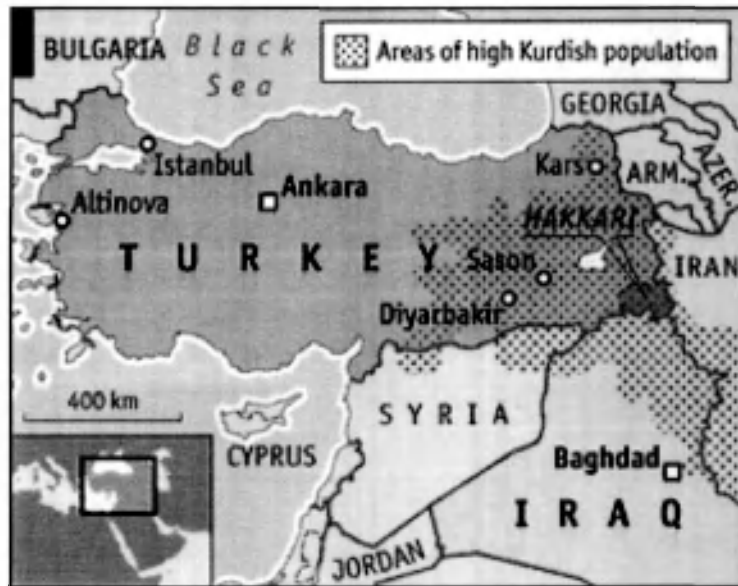 BULGARIA
Black
Sea
Areas of high Kurdish population
GEORGIA
Istanbul
Ankara
Altinova
Kars
ARM.
AZER.
HAKKARI
TURKEY
Sason
IRAN
Diyarbakir
400 km
SYRIA
CYPRUS
Baghdad
IRAQ
JORDAN